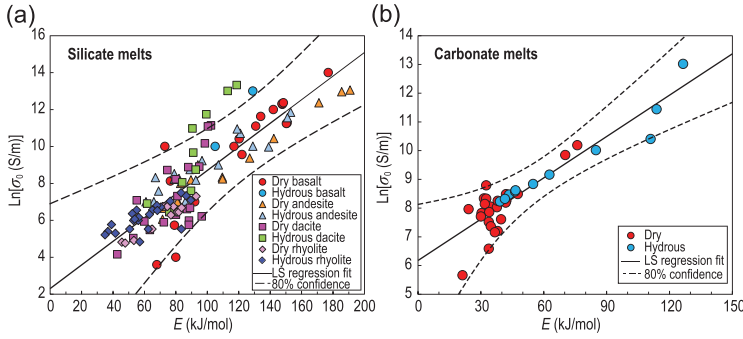 (a)
Silicate melts
Ln[σ0 (S/m)]
16
14
12
10
8
6
4
2
0 20 40 60 80 100 120 140 160 180 200
E (kJ/mol)
Dry basalt
Hydrous basalt
Dry andesite
Hydrous andesite
Dry dacite
Hydrous dacite
Dry rhyolite
Hydrous rhyolite
LS regression fit
80% confidence
(b)
Carbonate melts
Ln[σ0 (S/m)]
14
13
12
11
10
9
8
7
6
5
0 30 60 90 120 150
E (kJ/mol)
Dry
Hydrous
LS regression fit
80% confidence